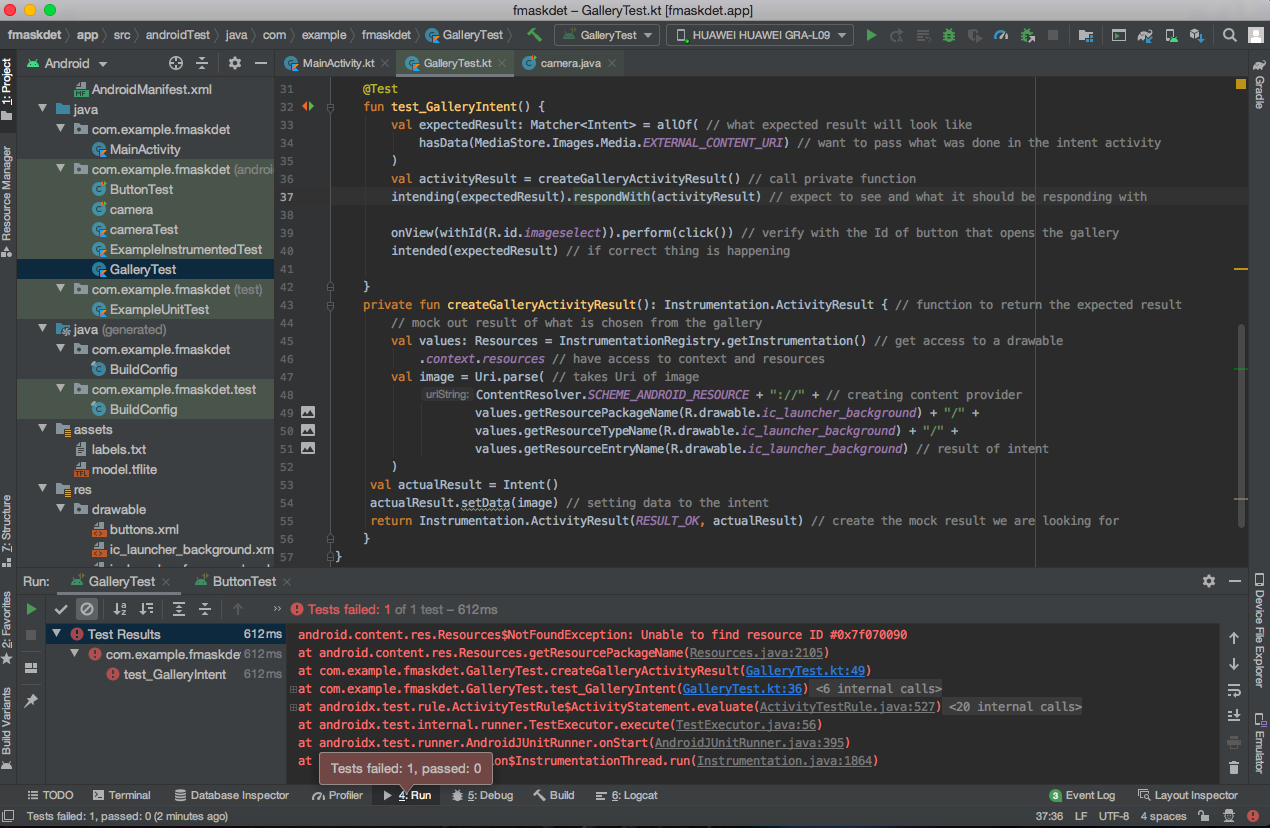 fmaskdet – GalleryTest.kt [fmaskdet.app]
fmaskdet app src androidTest java com example fmaskdet GalleryTest GalleryTest HUAWEI HUAWEI GRA-L09
Android MainActivity.kt GalleryTest.kt camera.java
1: Project
Resource Manager
7: Structure
2: Favorites
Build Variants
AndroidManifest.xml
java
com.example.fmaskdet
MainActivity
com.example.fmaskdet (androi
ButtonTest
camera
cameraTest
ExampleInstrumentedTest
GalleryTest
com.example.fmaskdet (test)
ExampleUnitTest
java (generated)
com.example.fmaskdet
BuildConfig
com.example.fmaskdet.test
BuildConfig
assets
labels.txt
model.tflite
res
drawable
buttons.xml
ic_launcher_background.xm
31 @Test
32 fun test_GalleryIntent() {
33 val expectedResult: Matcher<Intent> = allOf( // what expected result will look like
34 hasData(MediaStore.Images.Media.EXTERNAL_CONTENT_URI) // want to pass what was done in the intent activity
35 )
36 val activityResult = createGalleryActivityResult() // call private function
37 intending(expectedResult).respondWith(activityResult) // expect to see and what it should be responding with
38
39 onView(withId(R.id.imageselect)).perform(click()) // verify with the Id of button that opens the gallery
40 intended(expectedResult) // if correct thing is happening
41
42 }
43 private fun createGalleryActivityResult(): Instrumentation.ActivityResult { // function to return the expected result
44 // mock out result of what is chosen from the gallery
45 val values: Resources = InstrumentationRegistry.getInstrumentation() // get access to a drawable
46 .context.resources // have access to context and resources
47 val image = Uri.parse( // takes Uri of image
48 uriString: ContentResolver.SCHEME_ANDROID_RESOURCE + "://" + // creating content provider
49 values.getResourcePackageName(R.drawable.ic_launcher_background) + "/" +
50 values.getResourceTypeName(R.drawable.ic_launcher_background) + "/" +
51 values.getResourceEntryName(R.drawable.ic_launcher_background) // result of intent
52 )
53 val actualResult = Intent()
54 actualResult.setData(image) // setting data to the intent
55 return Instrumentation.ActivityResult(RESULT_OK, actualResult) // create the mock result we are looking for
56 }
57 }
Gradle
Device File Explorer
Emulator
Run: GalleryTest ButtonTest
Tests failed: 1 of 1 test – 612ms
Test Results 612 ms
com.example.fmaskde 612 ms
test_GalleryIntent 612 ms
android.content.res.Resources$NotFoundException: Unable to find resource ID #0x7f070090
at android.content.res.Resources.getResourcePackageName(Resources.java:2105)
at com.example.fmaskdet.GalleryTest.createGalleryActivityResult(GalleryTest.kt:49)
at com.example.fmaskdet.GalleryTest.test_GalleryIntent(GalleryTest.kt:36) <6 internal calls>
at androidx.test.rule.ActivityTestRule$ActivityStatement.evaluate(ActivityTestRule.java:527) <20 internal calls>
at androidx.test.internal.runner.TestExecutor.execute(TestExecutor.java:56)
at androidx.test.runner.AndroidJUnitRunner.onStart(AndroidJUnitRunner.java:395)
at on$InstrumentationThread.run(Instrumentation.java:1864)
Tests failed: 1, passed: 0
TODO Terminal Database Inspector Profiler 4: Run 5: Debug Build 6: Logcat 3 Event Log Layout Inspector
Tests failed: 1, passed: 0 (2 minutes ago) 37:36 LF UTF-8 4 spaces